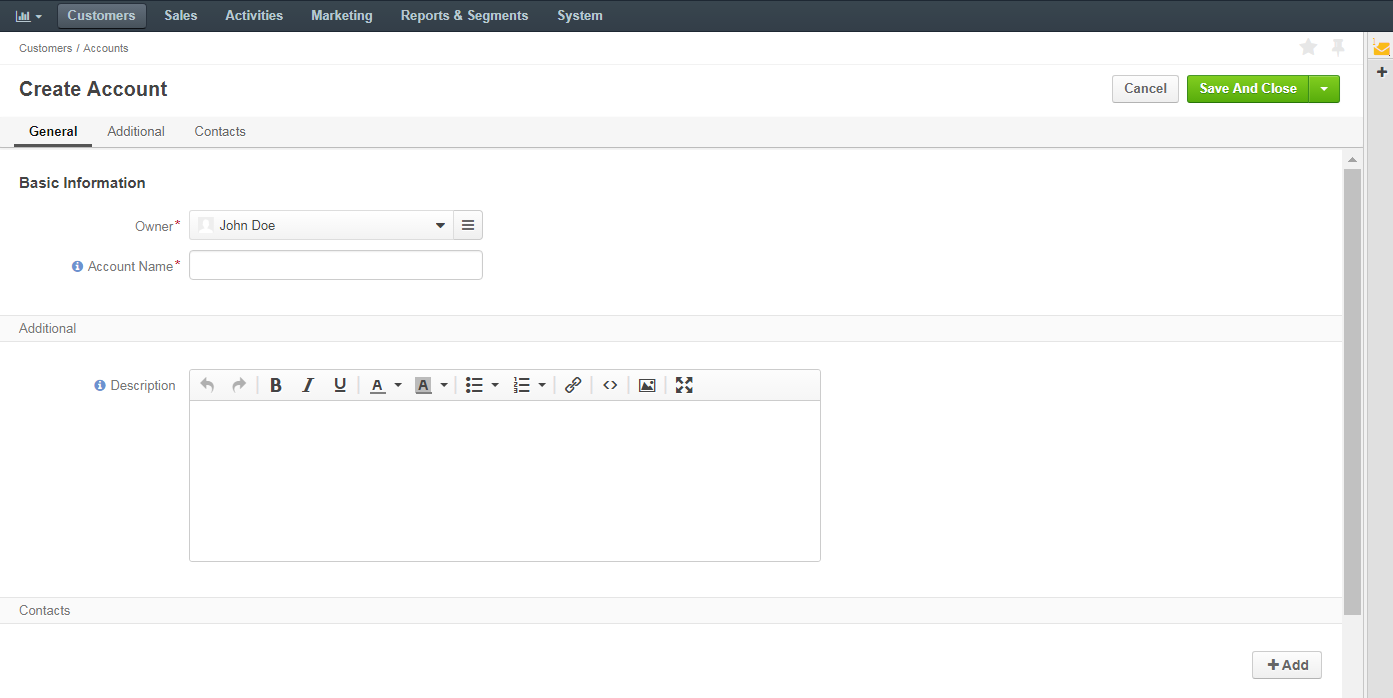 Customers Sales Activities Marketing Reports & Segments System
Customers / Accounts
Create Account
Cancel Save And Close
General Additional Contacts
Basic Information
Owner* John Doe
Account Name*
Additional
Description
B I U A A
Contacts
+ Add